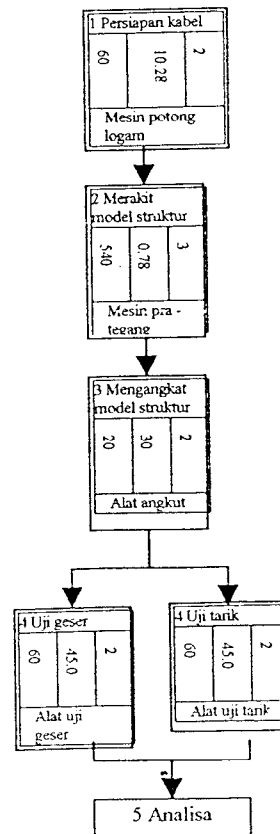 1 Persiapan kabel
60
10.28
2
Mesin potong
logam
2 Merakit
model struktur
540
0.78
3
Mesin pra -
tegang
3 Mengangkat
model struktur
20
30
2
Alat angkut
4 Uji geser
60
45.0
2
Alat uji
geser
4 Uji tarik
60
45.0
2
Alat uji tarik
5 Analisa